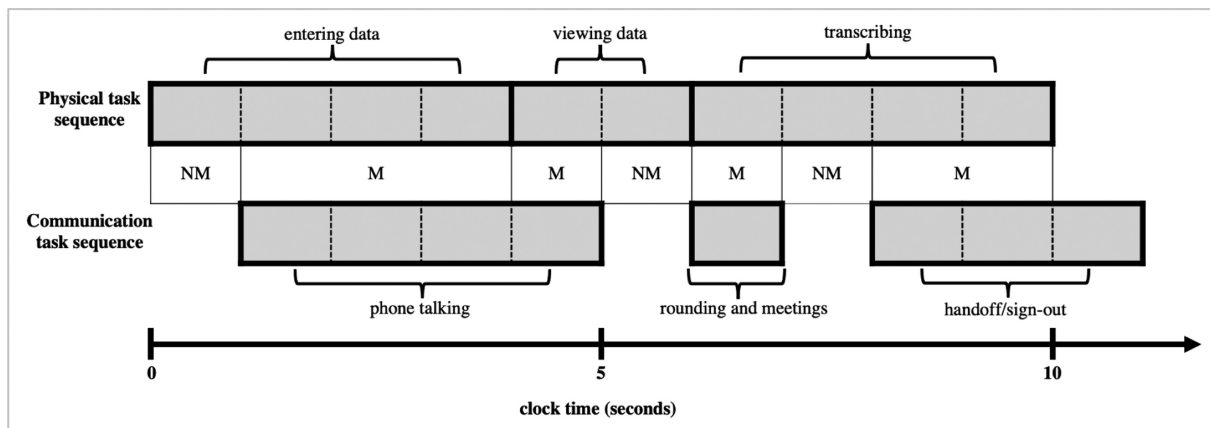 entering data
viewing data
transcribing
Physical task
sequence
NM
M
M
NM
M
NM
M
Communication
task sequence
phone talking
rounding and meetings
handoff/sign-out
0
5
10
clock time (seconds)